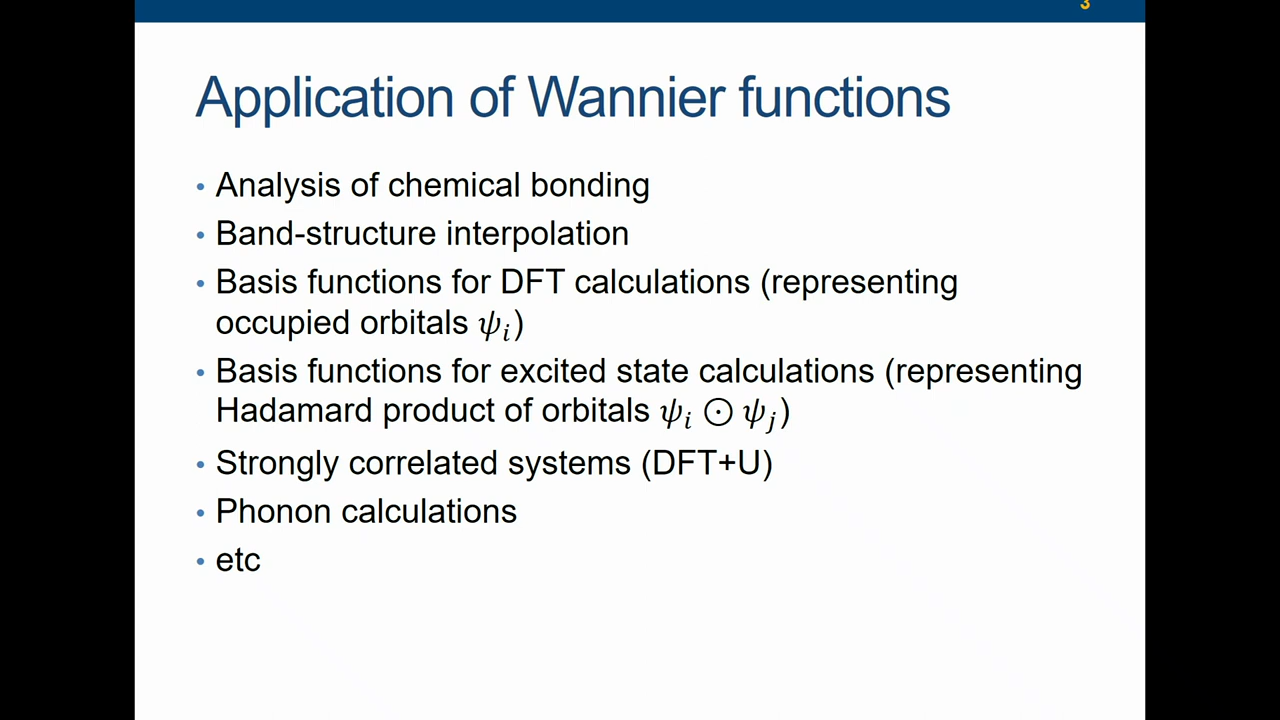 3
Application of Wannier functions
• Analysis of chemical bonding
• Band-structure interpolation
• Basis functions for DFT calculations (representing
occupied orbitals ψᵢ)
• Basis functions for excited state calculations (representing
Hadamard product of orbitals ψᵢ ⊙ ψⱼ)
• Strongly correlated systems (DFT+U)
• Phonon calculations
• etc